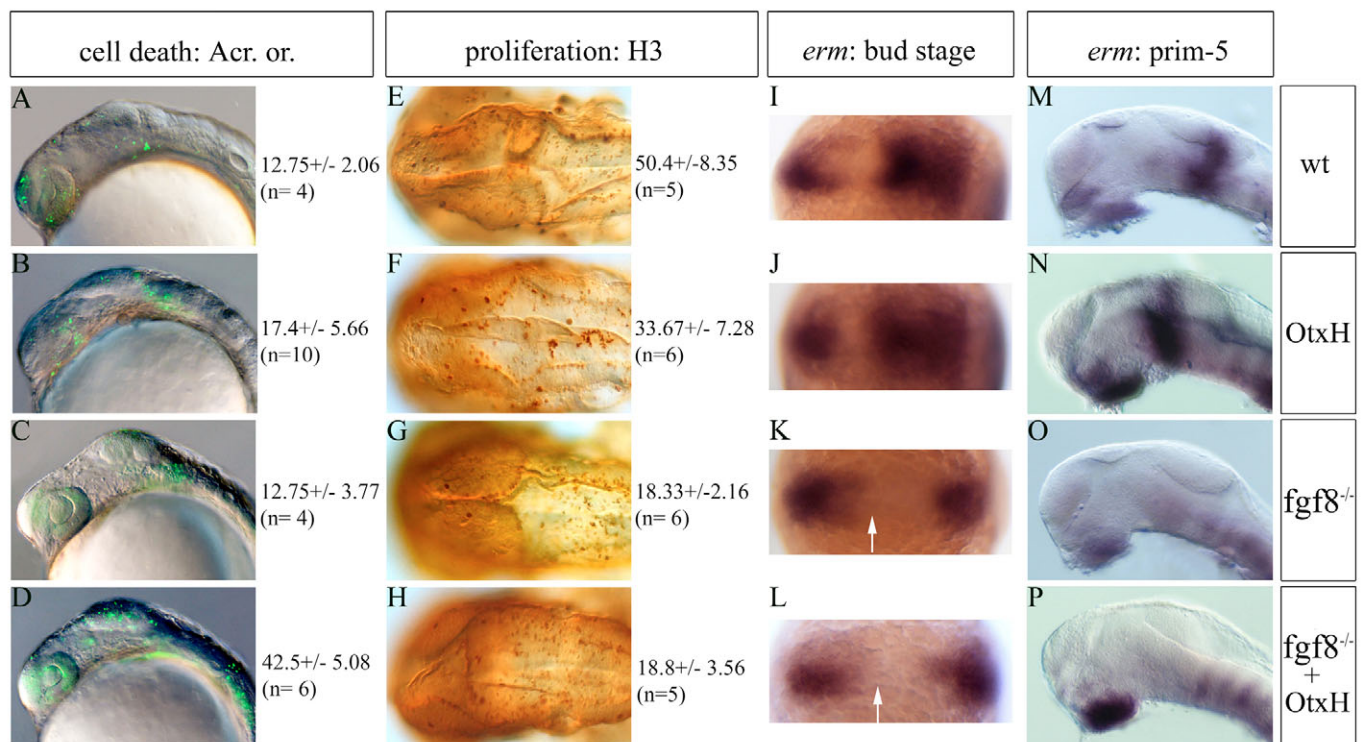 cell death: Acr. or.
proliferation: H3
erm: bud stage
erm: prim-5
A
12.75+/- 2.06
(n= 4)
E
50.4+/-8.35
(n=5)
I
M
wt
B
17.4+/- 5.66
(n=10)
F
33.67+/- 7.28
(n=6)
J
N
OtxH
C
12.75+/- 3.77
(n= 4)
G
18.33+/-2.16
(n= 6)
K
O
fgf8-/-
D
42.5+/- 5.08
(n= 6)
H
18.8+/- 3.56
(n=5)
L
P
fgf8-/-
+
OtxH